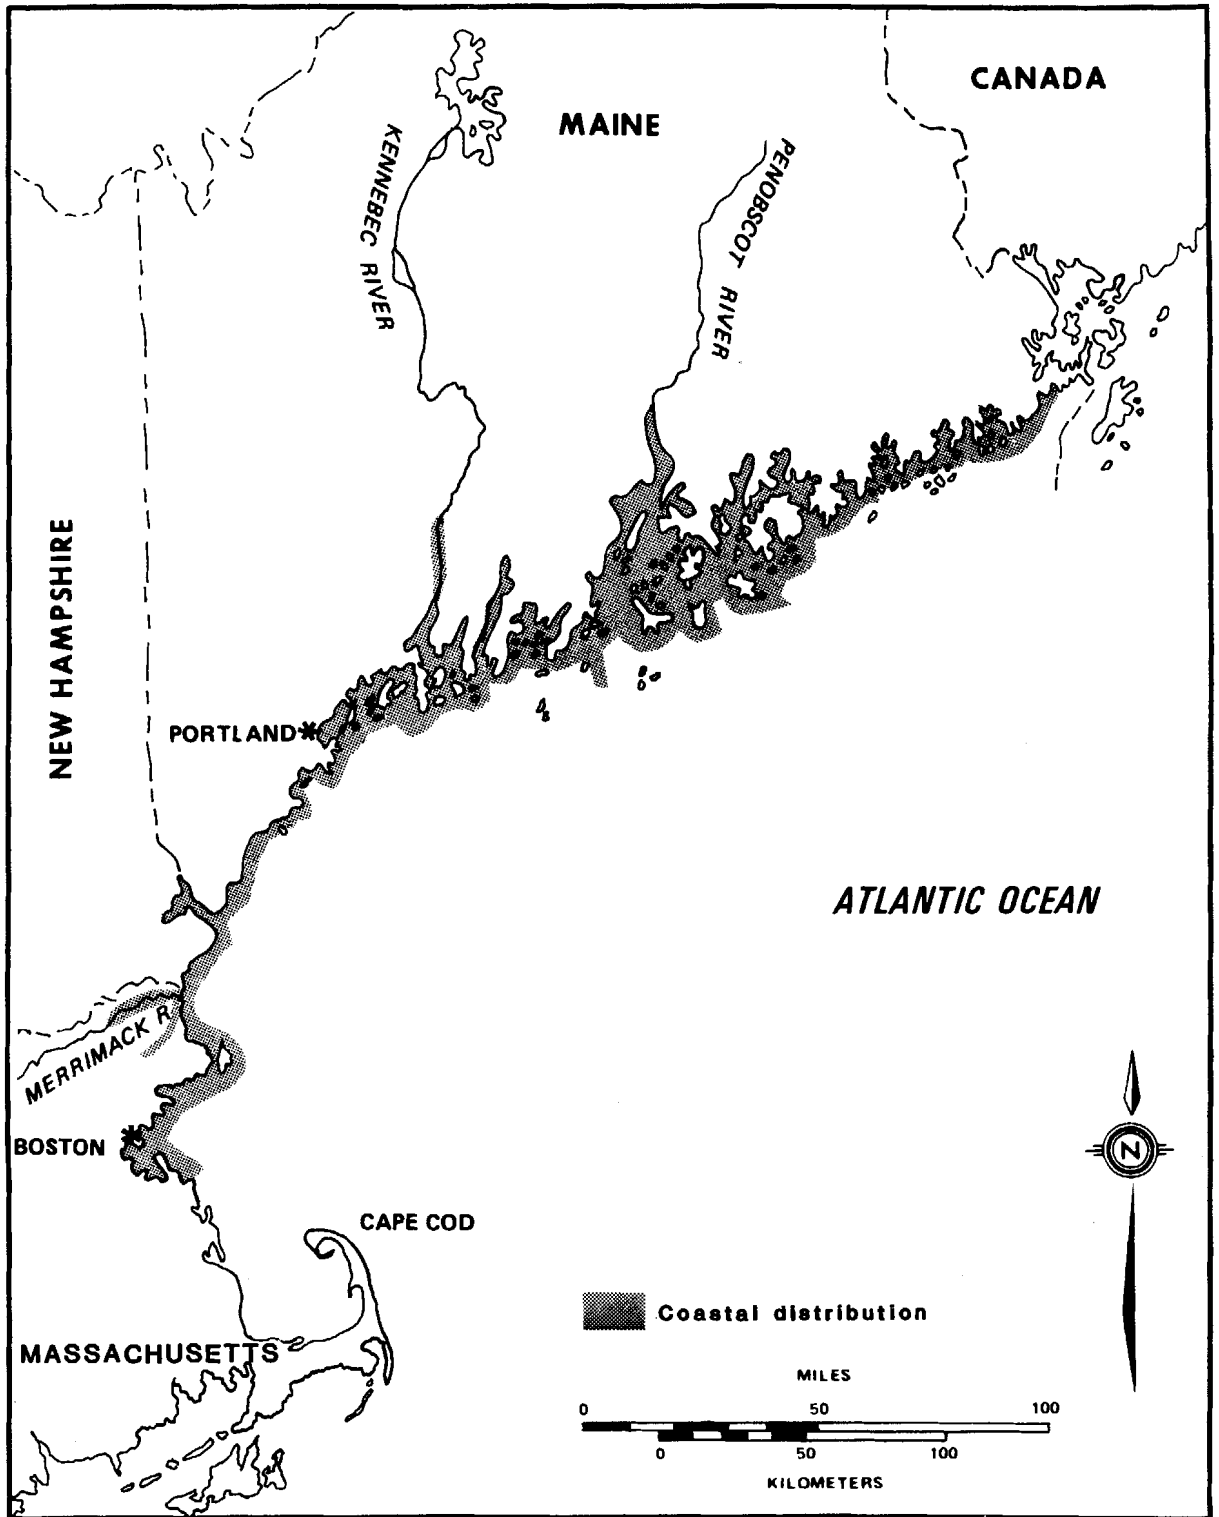 CANADA
MAINE
KENNEBEC RIVER
PENOBSCOT RIVER
NEW HAMPSHIRE
PORTLAND
ATLANTIC OCEAN
MERRIMACK R
BOSTON
N
CAPE COD
Coastal distribution
MASSACHUSETTS
MILES
0 50 100
0 50 100
KILOMETERS